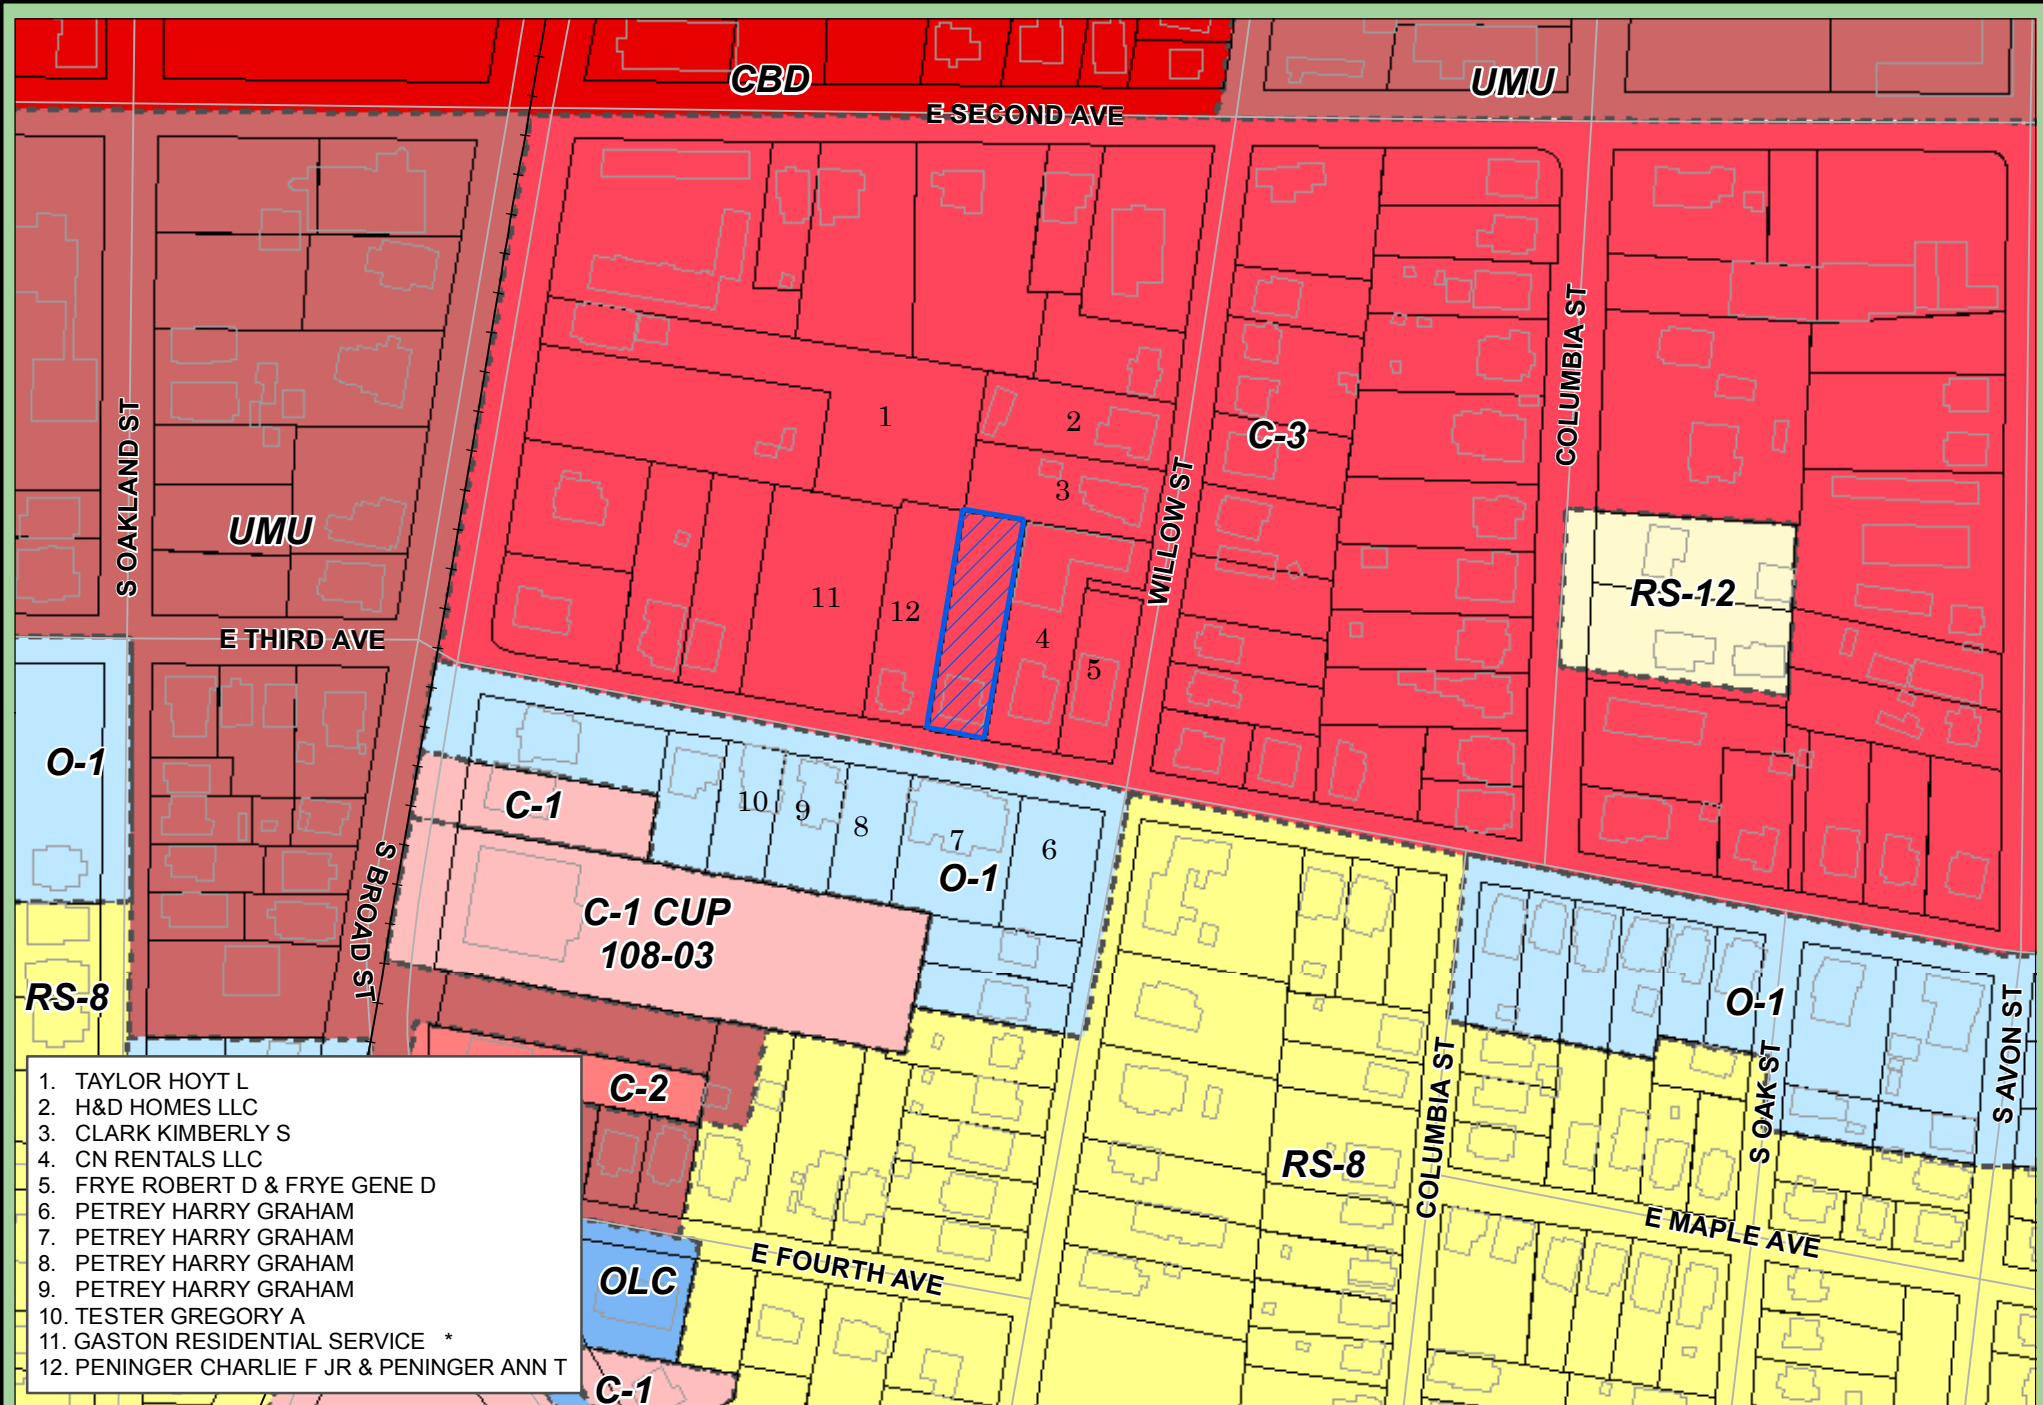 CBD
UMU
E SECOND AVE
S OAKLAND ST
UMU
E THIRD AVE
1
2
3
4
5
11
12
WILLOW ST
C-3
COLUMBIA ST
RS-12
O-1
RS-8
S BROAD ST
C-1
10
9
8
7
6
O-1
C-1 CUP
108-03
C-2
OLC
C-1
E FOURTH AVE
RS-8
COLUMBIA ST
O-1
S OAK ST
S AVON ST
E MAPLE AVE
1. TAYLOR HOYT L
2. H&D HOMES LLC
3. CLARK KIMBERLY S
4. CN RENTALS LLC
5. FRYE ROBERT D & FRYE GENE D
6. PETREY HARRY GRAHAM
7. PETREY HARRY GRAHAM
8. PETREY HARRY GRAHAM
9. PETREY HARRY GRAHAM
10. TESTER GREGORY A
11. GASTON RESIDENTIAL SERVICE *
12. PENINGER CHARLIE F JR & PENINGER ANN T